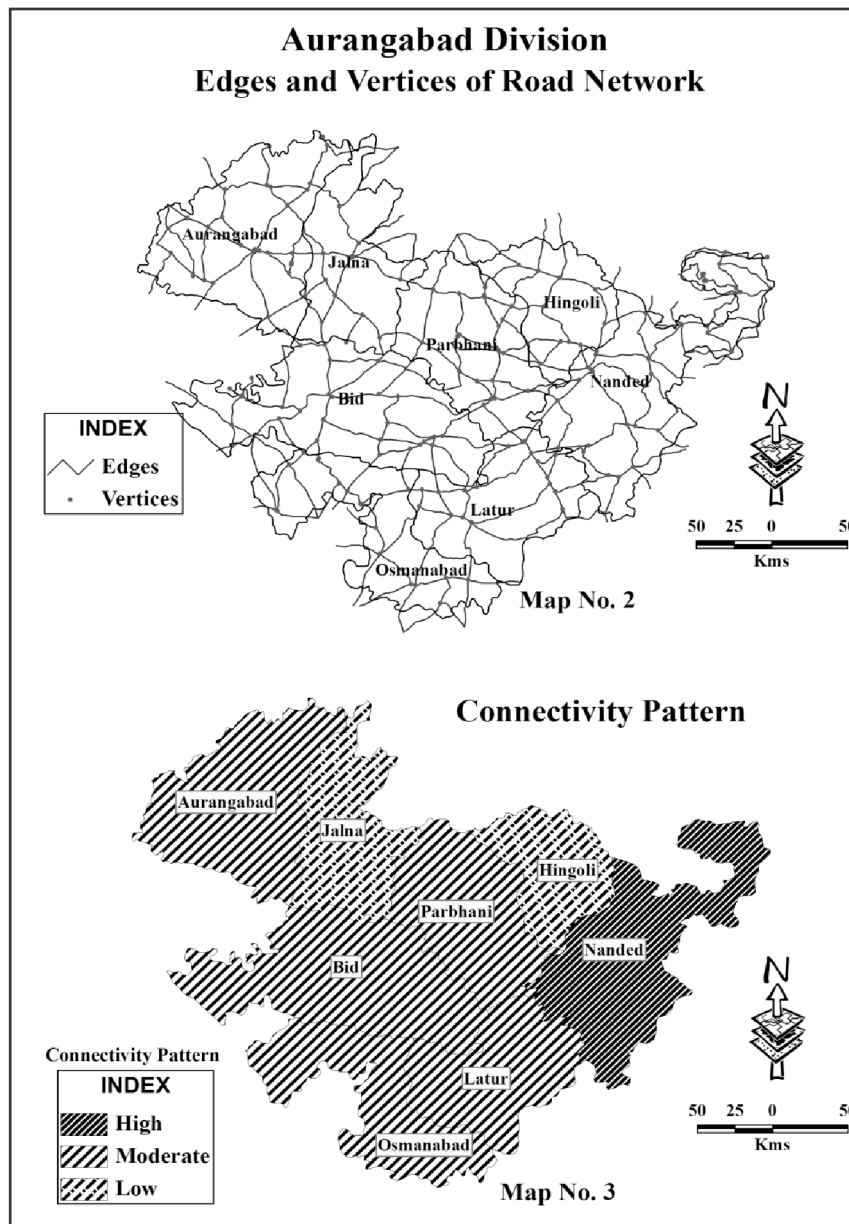 Aurangabad Division
Edges and Vertices of Road Network
Aurangabad
Jalna
Hingoli
Parbhani
Nanded
Bid
INDEX
Edges
Vertices
N
Latur
50 25 0 50
Kms
Osmanabad
Map No. 2
Connectivity Pattern
Aurangabad
Jalna
Hingoli
Parbhani
Nanded
Bid
N
Connectivity Pattern
INDEX
High
Moderate
Low
Latur
50 25 0 50
Kms
Osmanabad
Map No. 3